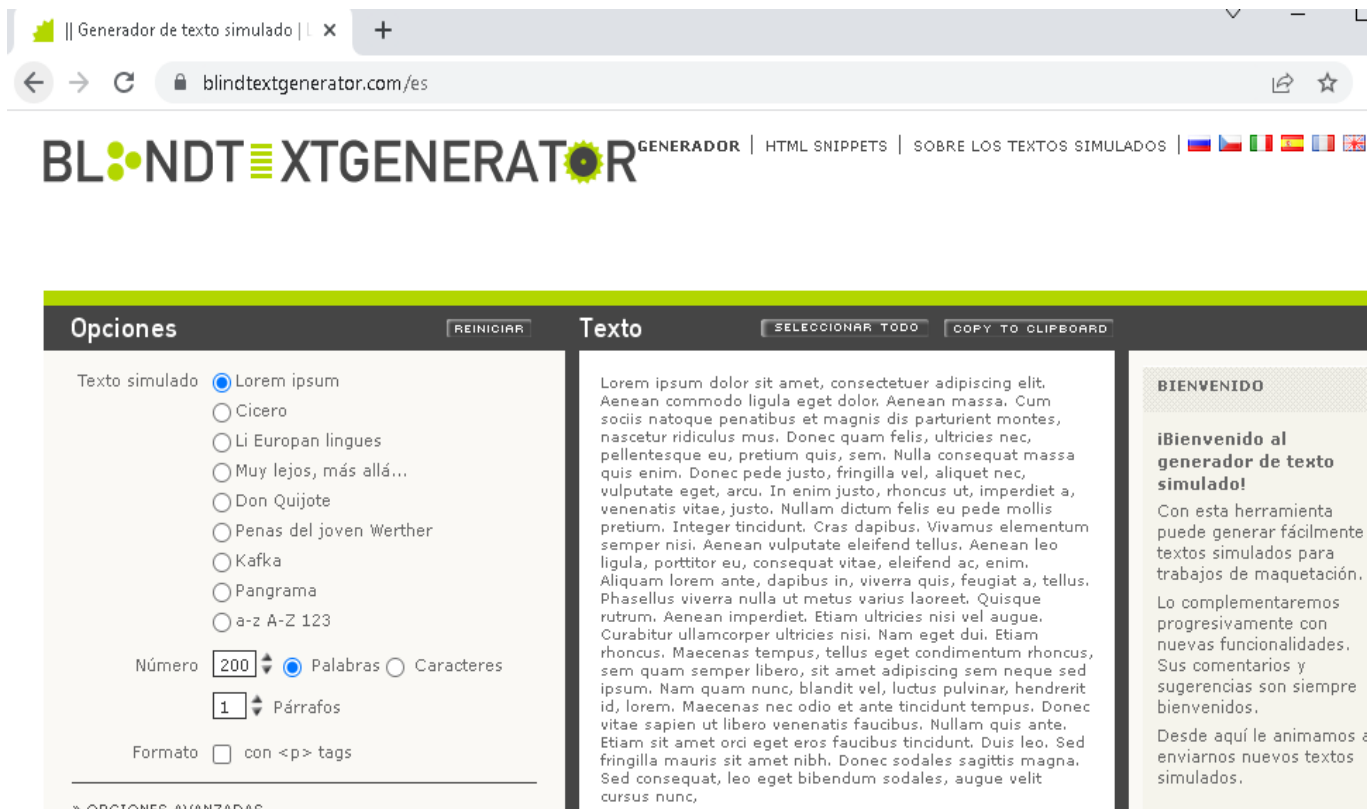 || Generador de texto simulado | L
blindtextgenerator.com/es
BLINDTEXTGENERATOR
GENERADOR | HTML SNIPPETS | SOBRE LOS TEXTOS SIMULADOS |
Opciones
REINICIAR
Texto simulado
Lorem ipsum
Cicero
Li Europan lingues
Muy lejos, más allá...
Don Quijote
Penas del joven Werther
Kafka
Pangrama
a-z A-Z 123
Número 200 Palabras Caracteres
1 Párrafos
Formato con <p> tags
» OPCIONES AVANZADAS
Texto
SELECCIONAR TODO
COPY TO CLIPBOARD
Lorem ipsum dolor sit amet, consectetuer adipiscing elit.
Aenean commodo ligula eget dolor. Aenean massa. Cum
sociis natoque penatibus et magnis dis parturient montes,
nascetur ridiculus mus. Donec quam felis, ultricies nec,
pellentesque eu, pretium quis, sem. Nulla consequat massa
quis enim. Donec pede justo, fringilla vel, aliquet nec,
vulputate eget, arcu. In enim justo, rhoncus ut, imperdiet a,
venenatis vitae, justo. Nullam dictum felis eu pede mollis
pretium. Integer tincidunt. Cras dapibus. Vivamus elementum
semper nisi. Aenean vulputate eleifend tellus. Aenean leo
ligula, porttitor eu, consequat vitae, eleifend ac, enim.
Aliquam lorem ante, dapibus in, viverra quis, feugiat a, tellus.
Phasellus viverra nulla ut metus varius laoreet. Quisque
rutrum. Aenean imperdiet. Etiam ultricies nisi vel augue.
Curabitur ullamcorper ultricies nisi. Nam eget dui. Etiam
rhoncus. Maecenas tempus, tellus eget condimentum rhoncus,
sem quam semper libero, sit amet adipiscing sem neque sed
ipsum. Nam quam nunc, blandit vel, luctus pulvinar, hendrerit
id, lorem. Maecenas nec odio et ante tincidunt tempus. Donec
vitae sapien ut libero venenatis faucibus. Nullam quis ante.
Etiam sit amet orci eget eros faucibus tincidunt. Duis leo. Sed
fringilla mauris sit amet nibh. Donec sodales sagittis magna.
Sed consequat, leo eget bibendum sodales, augue velit
cursus nunc,
BIENVENIDO
¡Bienvenido al
generador de texto
simulado!
Con esta herramienta
puede generar fácilmente
textos simulados para
trabajos de maquetación.
Lo complementaremos
progresivamente con
nuevas funcionalidades.
Sus comentarios y
sugerencias son siempre
bienvenidos.
Desde aquí le animamos a
enviarnos nuevos textos
simulados.